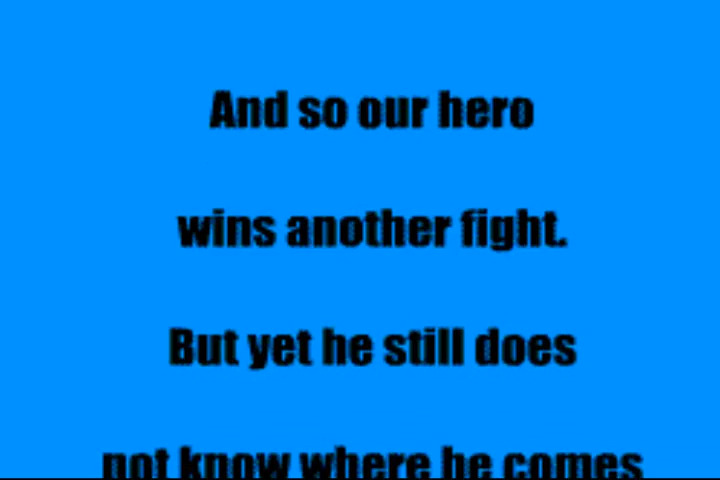 And so our hero
wins another fight.
But yet he still does
not know where he comes